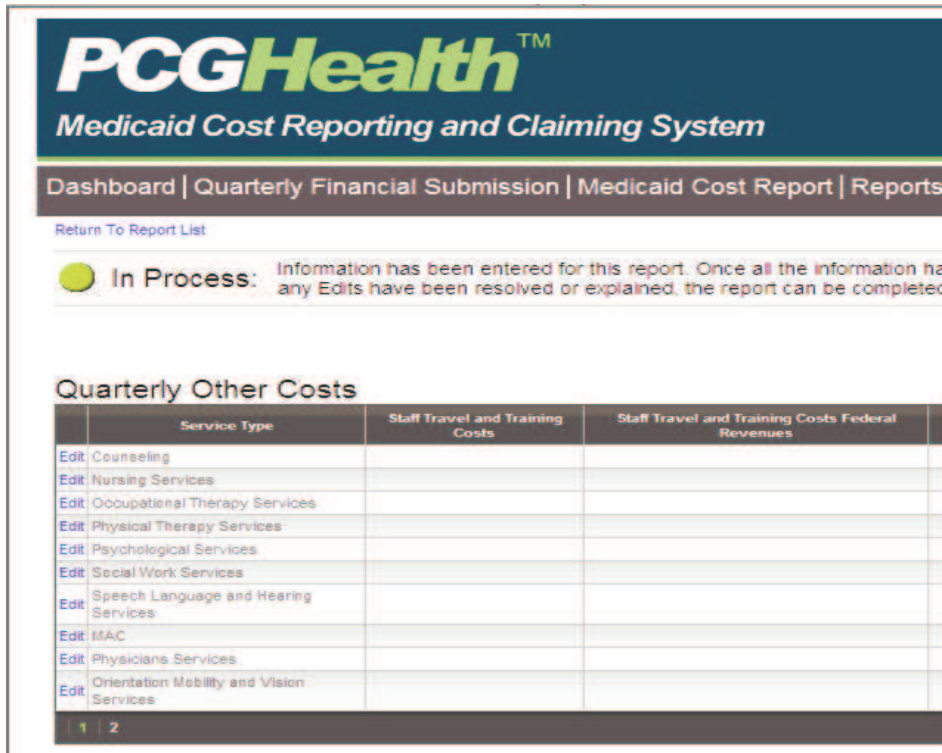 PCGHealth™
Medicaid Cost Reporting and Claiming System
Dashboard | Quarterly Financial Submission | Medicaid Cost Report | Reports
Return To Report List
In Process: Information has been entered for this report. Once all the information ha
any Edits have been resolved or explained, the report can be completed
Quarterly Other Costs
Service Type Staff Travel and Training Costs Staff Travel and Training Costs Federal Revenues
Edit Counseling
Edit Nursing Services
Edit Occupational Therapy Services
Edit Physical Therapy Services
Edit Psychological Services
Edit Social Work Services
Edit Speech Language and Hearing
Services
Edit MAC
Edit Physicians Services
Edit Orientation Mobility and Vision
Services
| 1 | 2